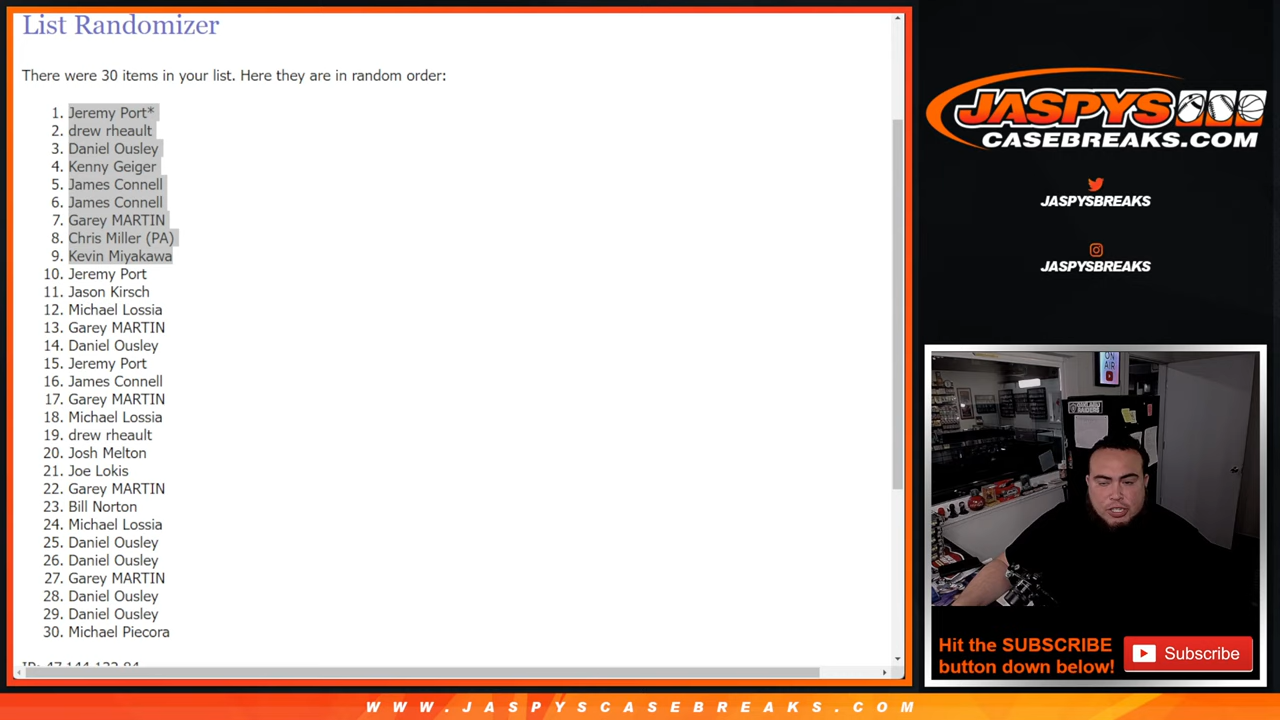 List Randomizer
There were 30 items in your list. Here they are in random order:
1. Jeremy Port*
2. drew rheault
3. Daniel Ousley
4. Kenny Geiger
5. James Connell
6. James Connell
7. Garey MARTIN
8. Chris Miller (PA)
9. Kevin Miyakawa
10. Jeremy Port
11. Jason Kirsch
12. Michael Lossia
13. Garey MARTIN
14. Daniel Ousley
15. Jeremy Port
16. James Connell
17. Garey MARTIN
18. Michael Lossia
19. drew rheault
20. Josh Melton
21. Joe Lokis
22. Garey MARTIN
23. Bill Norton
24. Michael Lossia
25. Daniel Ousley
26. Daniel Ousley
27. Garey MARTIN
28. Daniel Ousley
29. Daniel Ousley
30. Michael Piecora
JASPYS
CASEBREAKS.COM
JASPYSBREAKS
JASPYSBREAKS
ON
AIR
Hit the SUBSCRIBE
button down below!
Subscribe
WWW.JASPYSCASEBREAKS.COM